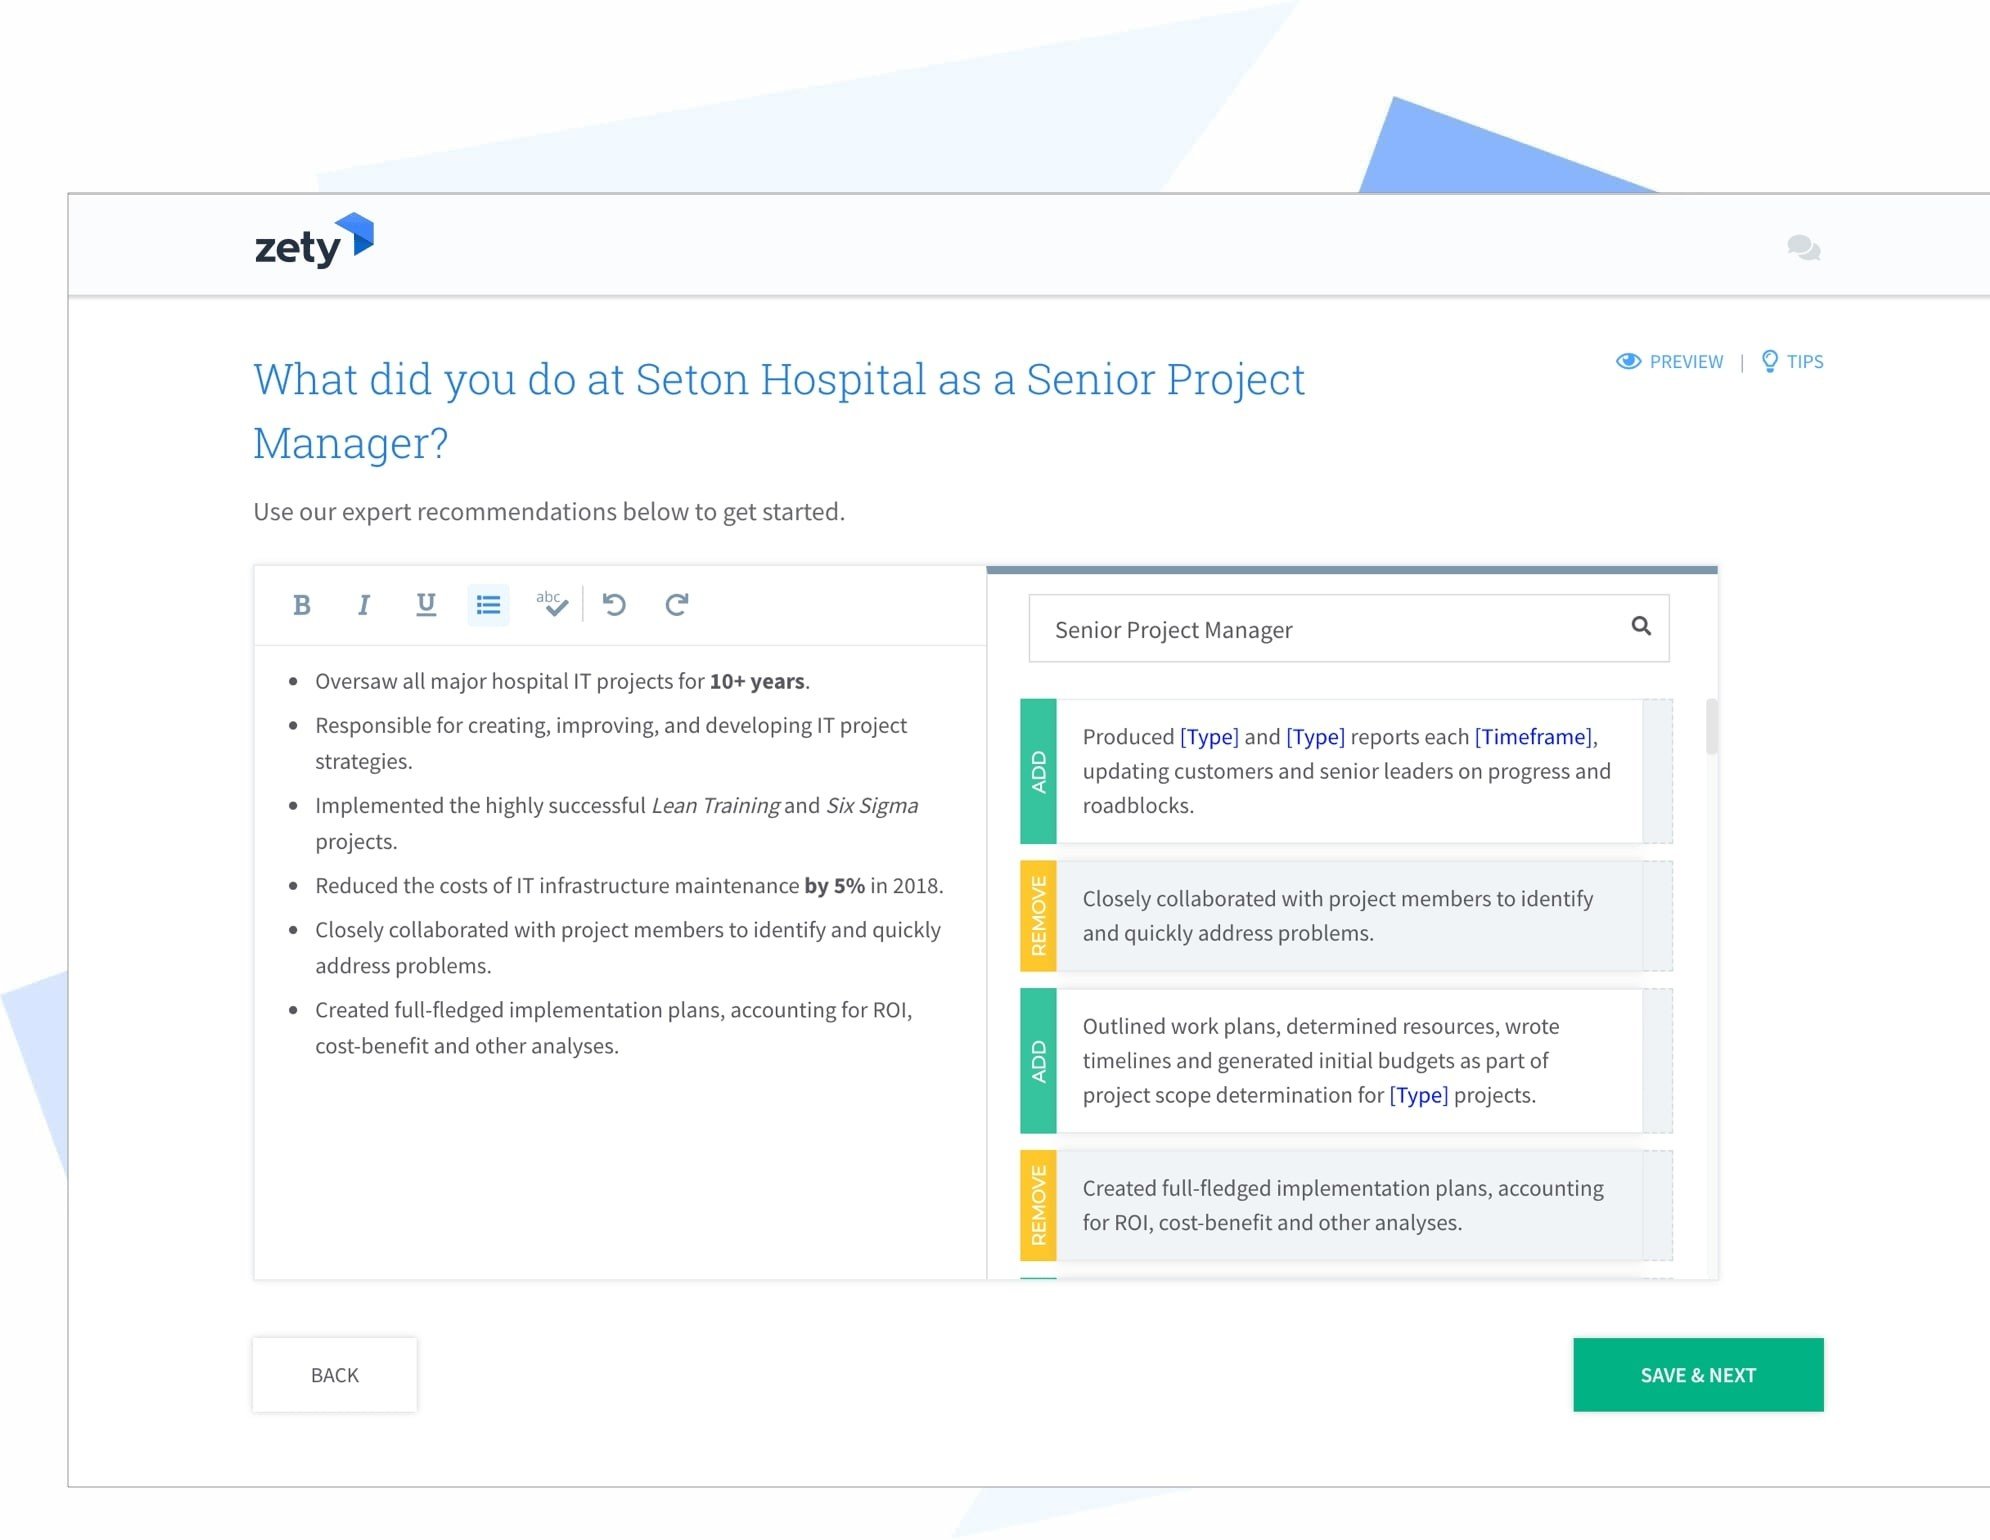 zety
PREVIEW | TIPS
What did you do at Seton Hospital as a Senior Project
Manager?
Use our expert recommendations below to get started.
B I U abc
• Oversaw all major hospital IT projects for 10+ years.
• Responsible for creating, improving, and developing IT project
strategies.
• Implemented the highly successful Lean Training and Six Sigma
projects.
• Reduced the costs of IT infrastructure maintenance by 5% in 2018.
• Closely collaborated with project members to identify and quickly
address problems.
• Created full-fledged implementation plans, accounting for ROI,
cost-benefit and other analyses.
Senior Project Manager
ADD
Produced [Type] and [Type] reports each [Timeframe],
updating customers and senior leaders on progress and
roadblocks.
REMOVE
Closely collaborated with project members to identify
and quickly address problems.
ADD
Outlined work plans, determined resources, wrote
timelines and generated initial budgets as part of
project scope determination for [Type] projects.
REMOVE
Created full-fledged implementation plans, accounting
for ROI, cost-benefit and other analyses.
BACK
SAVE & NEXT